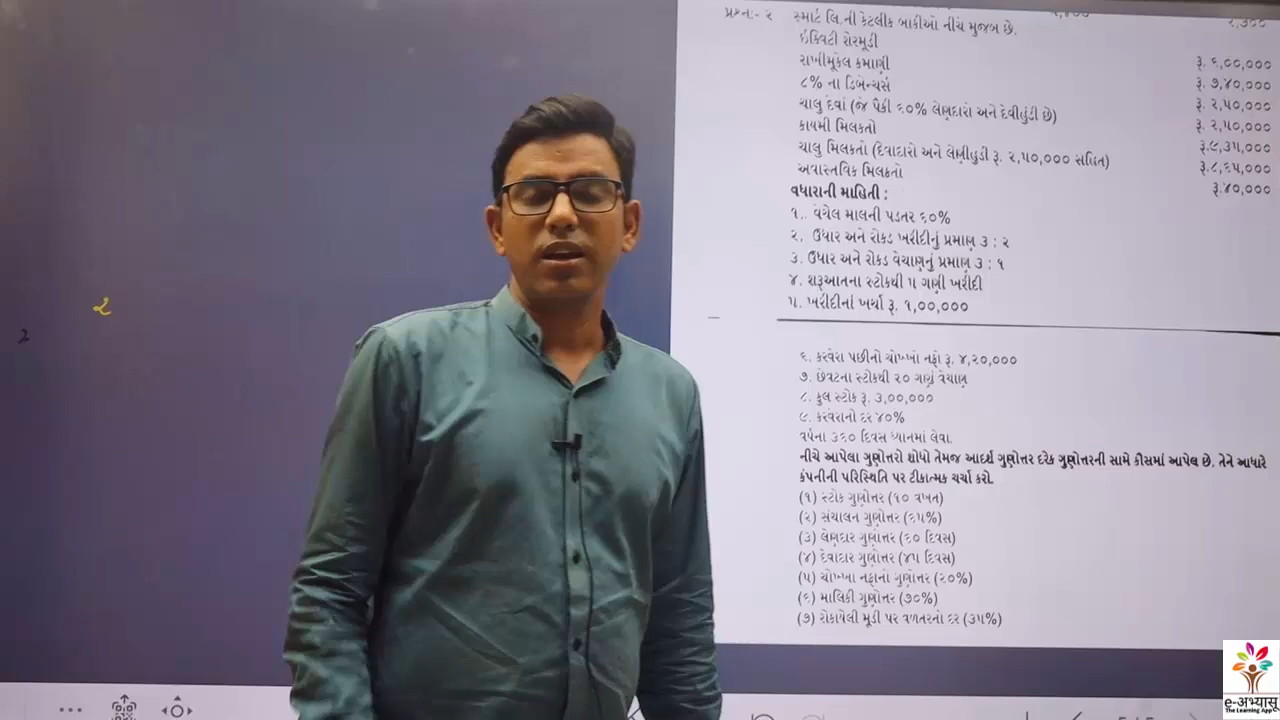 ૨
૨
પ્રશ્ન:- ૨ સ્માર્ટ લિ.ની કેટલીક બાકીઓ નીચે મુજબ છે.
ઇક્વિટી શેરમૂડી રૂ. ૬,૦૦,૦૦૦
રાખીમૂકેલ કમાણી રૂ. ૭,૪૦,૦૦૦
૮% ના ડિબેન્ચર્સ રૂ. ૨,૫૦,૦૦૦
ચાલુ દેવાં (જે પૈકી ૬૦% લેણદારો અને દેવીહુંડી છે) રૂ. ૨,૫૦,૦૦૦
કાયમી મિલકતો રૂ.૯,૩૫,૦૦૦
ચાલુ મિલકતો (દેવાદારો અને લેણીહુંડી રૂ. ૨,૫૦,૦૦૦ સહિત) રૂ.૮,૬૫,૦૦૦
અવાસ્તવિક મિલકતો રૂ.૪૦,૦૦૦
વધારાની માહિતી :
૧.. વેચેલ માલની પડતર ૬૦%
૨. ઉધાર અને રોકડ ખરીદીનું પ્રમાણ ૩ : ૨
૩. ઉધાર અને રોકડ વેચાણનું પ્રમાણ ૩ : ૧
૪. શરૂઆતના સ્ટોકથી ૫ ગણી ખરીદી
૫. ખરીદીનાં ખર્ચા રૂ. ૧,૦૦,૦૦૦
૬. કરવેરા પછીનો ચોખ્ખો નફો રૂ. ૪,૨૦,૦૦૦
૭. છેવટના સ્ટોકથી ૨૦ ગણું વેચાણ
૮. કુલ સ્ટોક રૂ. ૩,૦૦,૦૦૦
૯. કરવેરાનો દર ૪૦%
વર્ષના ૩૬૦ દિવસ ધ્યાનમાં લેવા.
નીચે આપેલા ગુણોત્તરો શોધો તેમજ આદર્શ ગુણોત્તર દરેક ગુણોત્તરની સામે કૌંસમાં આપેલ છે. તેને આધારે
કંપનીની પરિસ્થિતિ પર ટીકાત્મક ચર્ચા કરો.
(૧) સ્ટોક ગુણોત્તર (૧૦ વખત)
(૨) સંચાલન ગુણોત્તર (૬૫%)
(૩) લેણદાર ગુણોત્તર (૬૦ દિવસ)
(૪) દેવાદાર ગુણોત્તર (૪૫ દિવસ)
(૫) ચોખ્ખા નફાનો ગુણોત્તર (૨૦%)
(૬) માલિકી ગુણોત્તર (૭૦%)
(૭) રોકાયેલી મૂડી પર વળતરનો દર (૩૫%)
e-અભ્યાસ
The Learning App